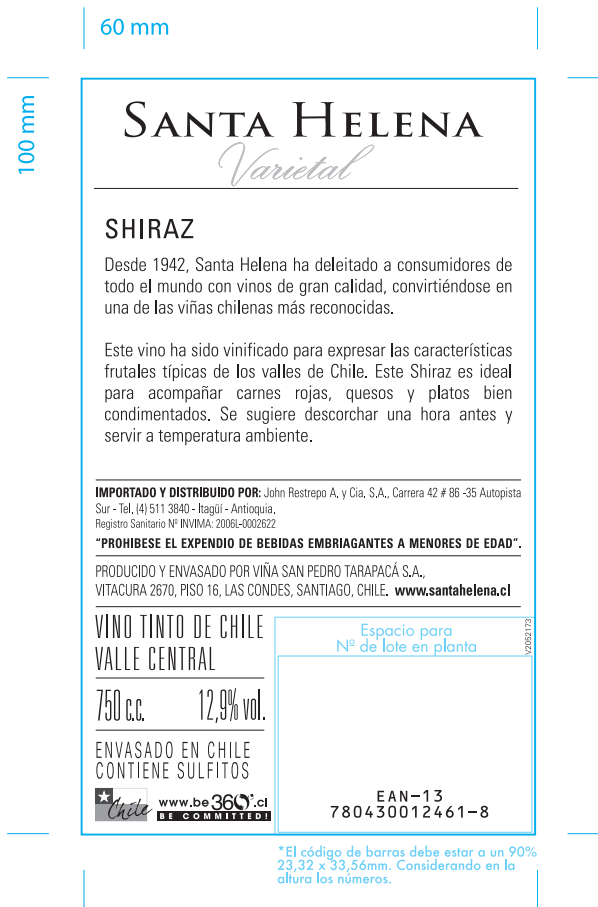 60 mm
100 mm
SANTA HELENA
Varietal
SHIRAZ
Desde 1942, Santa Helena ha deleitado a consumidores de
todo el mundo con vinos de gran calidad, convirtiéndose en
una de las viñas chilenas más reconocidas.
Este vino ha sido vinificado para expresar las características
frutales típicas de los valles de Chile. Este Shiraz es ideal
para acompañar carnes rojas, quesos y platos bien
condimentados. Se sugiere descorchar una hora antes y
servir a temperatura ambiente.
IMPORTADO Y DISTRIBUIDO POR: John Restrepo A. y Cia. S.A., Carrera 42 # 86 -35 Autopista
Sur - Tel. (4) 511 3840 - Itagüí - Antioquia.
Registro Sanitario Nº INVIMA: 2006L-0002622
“PROHIBESE EL EXPENDIO DE BEBIDAS EMBRIAGANTES A MENORES DE EDAD”.
PRODUCIDO Y ENVASADO POR VIÑA SAN PEDRO TARAPACÁ S.A.,
VITACURA 2670, PISO 16, LAS CONDES, SANTIAGO, CHILE. www.santahelena.cl
VINO TINTO DE CHILE
VALLE CENTRAL
750 c.c. 12,9% vol.
ENVASADO EN CHILE
CONTIENE SULFITOS
Chile
www.be360°.cl
BE COMMITTED!
Espacio para
Nº de lote en planta
V2052173
EAN-13
780430012461-8
*El código de barras debe estar a un 90%
23,32 x 33,56mm. Considerando en la
altura los números.